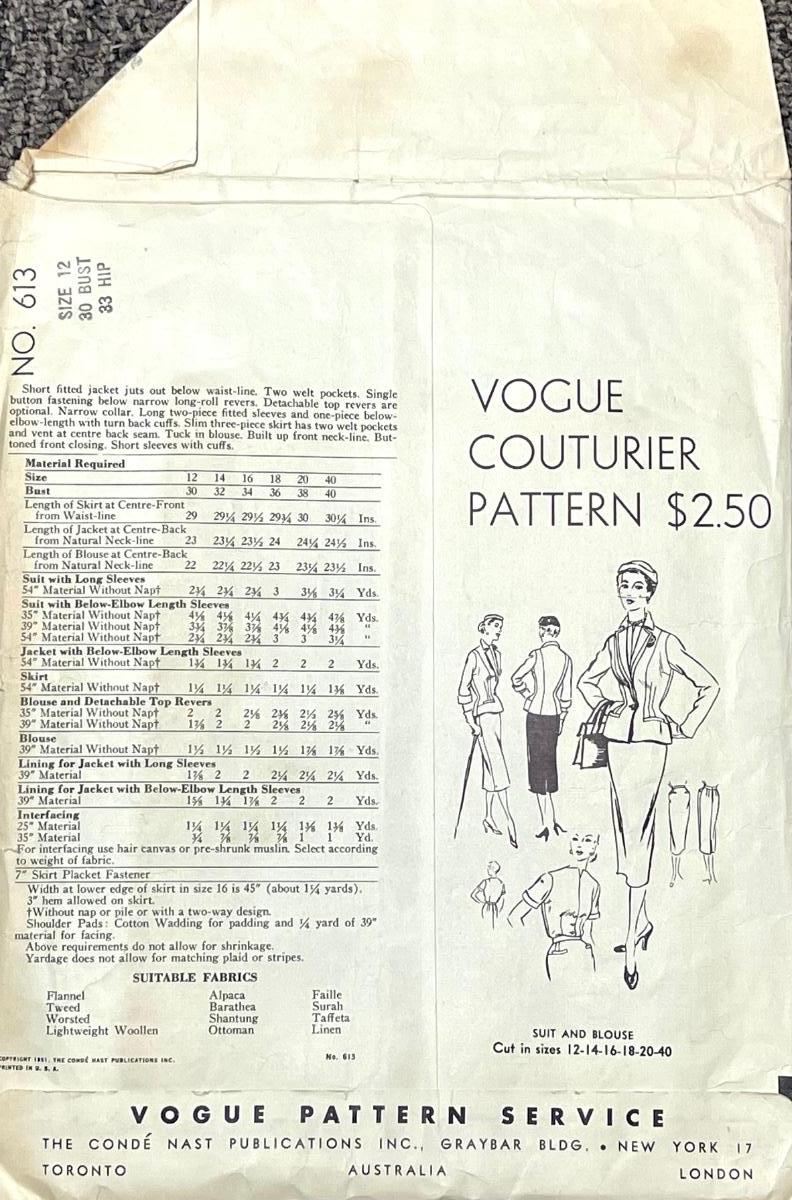 NO. 613
SIZE 12
30 BUST
33 HIP
Short fitted jacket juts out below waist-line. Two welt pockets. Single
button fastening below narrow long-roll revers. Detachable top revers are
optional. Narrow collar. Long two-piece fitted sleeves and one-piece below-
elbow-length with turn back cuffs. Slim three-piece skirt has two welt pockets
and vent at centre back seam. Tuck in blouse. Built up front neck-line. But-
toned front closing. Short sleeves with cuffs.
Material Required
Size 12 14 16 18 20 40
Bust 30 32 34 36 38 40
Length of Skirt at Centre-Front
from Waist-line 29 29¼ 29½ 29¾ 30 30¼ Ins.
Length of Jacket at Centre-Back
from Natural Neck-line 23 23¼ 23½ 24 24¼ 24½ Ins.
Length of Blouse at Centre-Back
from Natural Neck-line 22 22¼ 22½ 23 23¼ 23½ Ins.
Suit with Long Sleeves
54" Material Without Nap† 2¾ 2¾ 2¾ 3 3⅛ 3¼ Yds.
Suit with Below-Elbow Length Sleeves
35" Material Without Nap† 4⅛ 4⅛ 4¼ 4¾ 4¾ 4⅞ Yds.
39" Material Without Nap† 3¾ 3⅞ 3⅞ 4⅛ 4⅛ 4⅜ "
54" Material Without Nap† 2¾ 2¾ 2¾ 3 3 3¼ "
Jacket with Below-Elbow Length Sleeves
54" Material Without Nap† 1¾ 1¾ 1¾ 2 2 2 Yds.
Skirt
54" Material Without Nap† 1¼ 1¼ 1¼ 1¼ 1¼ 1⅜ Yds.
Blouse and Detachable Top Revers
35" Material Without Nap† 2 2 2⅛ 2⅜ 2½ 2⅝ Yds.
39" Material Without Nap† 1⅞ 2 2 2⅛ 2⅛ 2⅛ "
Blouse
39" Material Without Nap† 1½ 1½ 1½ 1½ 1⅞ 1⅞ Yds.
Lining for Jacket with Long Sleeves
39" Material 1⅞ 2 2 2¼ 2¼ 2¼ Yds.
Lining for Jacket with Below-Elbow Length Sleeves
39" Material 1⅝ 1¾ 1⅞ 2 2 2 Yds.
Interfacing
25" Material 1¼ 1¼ 1¼ 1¼ 1⅜ 1⅜ Yds.
35" Material ¾ ⅞ ⅞ ⅞ 1 1 Yd.
For interfacing use hair canvas or pre-shrunk muslin. Select according
to weight of fabric.
7" Skirt Placket Fastener
Width at lower edge of skirt in size 16 is 45" (about 1¼ yards).
3" hem allowed on skirt.
†Without nap or pile or with a two-way design.
Shoulder Pads: Cotton Wadding for padding and ¼ yard of 39"
material for facing.
Above requirements do not allow for shrinkage.
Yardage does not allow for matching plaid or stripes.
SUITABLE FABRICS
Flannel Alpaca Faille
Tweed Barathea Surah
Worsted Shantung Taffeta
Lightweight Woollen Ottoman Linen
COPYRIGHT 1951, THE CONDÉ NAST PUBLICATIONS INC. No. 613
PRINTED IN U. S. A.
VOGUE
COUTURIER
PATTERN $2.50
SUIT AND BLOUSE
Cut in sizes 12-14-16-18-20-40
VOGUE PATTERN SERVICE
THE CONDÉ NAST PUBLICATIONS INC., GRAYBAR BLDG. • NEW YORK 17
TORONTO AUSTRALIA LONDON